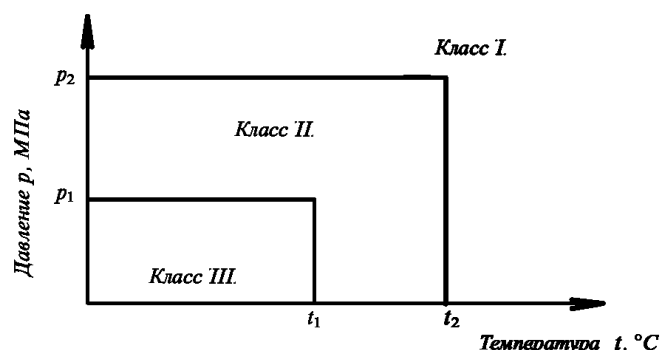 Класс I.
p₂
Класс II.
Давление p, МПа
p₁
Класс III.
t₁
t₂
Температура t, °C